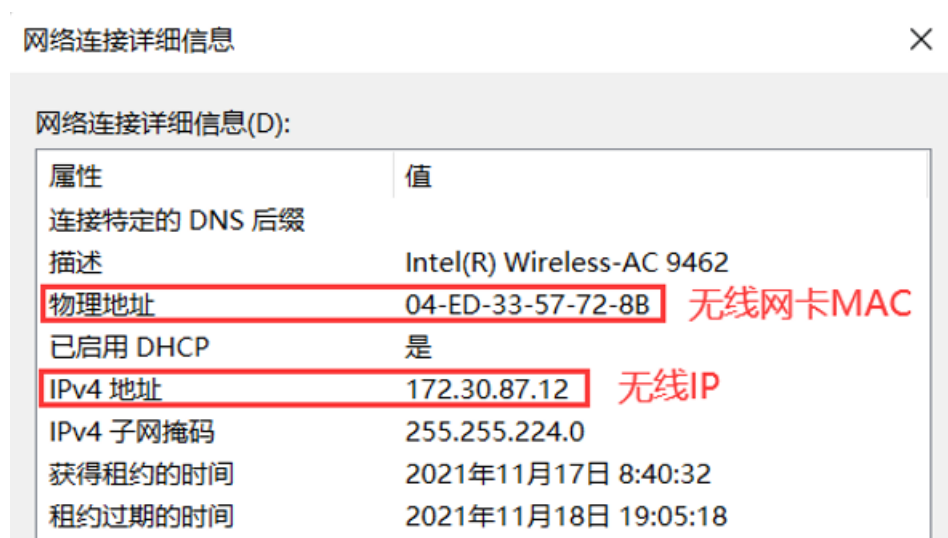 网络连接详细信息
网络连接详细信息(D):
属性 值
连接特定的 DNS 后缀
描述 Intel(R) Wireless-AC 9462
物理地址 04-ED-33-57-72-8B 无线网卡MAC
已启用 DHCP 是
IPv4 地址 172.30.87.12 无线IP
IPv4 子网掩码 255.255.224.0
获得租约的时间 2021年11月17日 8:40:32
租约过期的时间 2021年11月18日 19:05:18